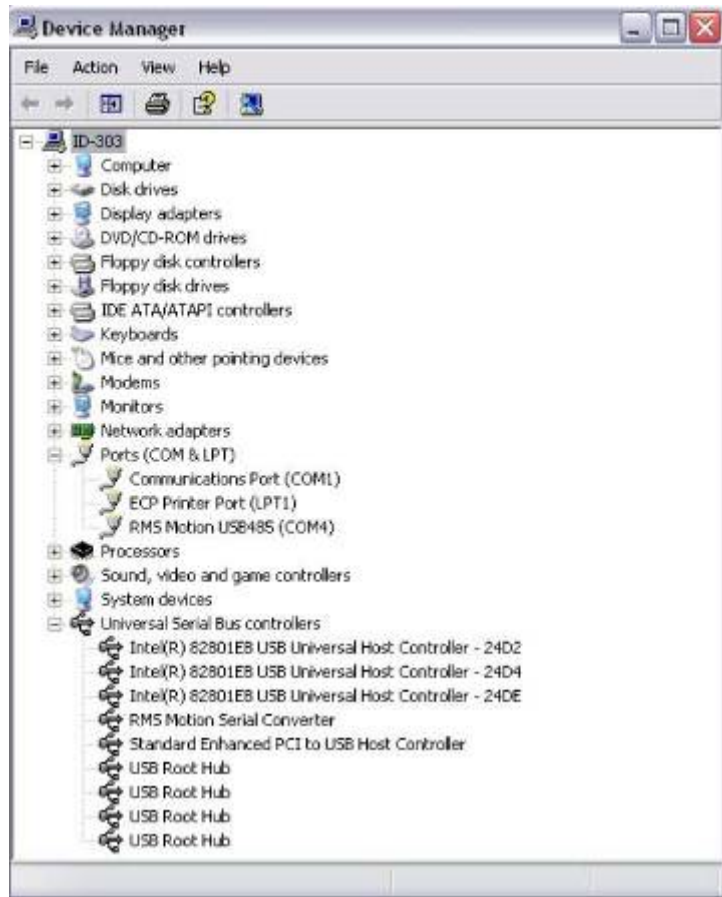 Device Manager
File Action View Help
ID-303
Computer
Disk drives
Display adapters
DVD/CD-ROM drives
Floppy disk controllers
Floppy disk drives
IDE ATA/ATAPI controllers
Keyboards
Mice and other pointing devices
Modems
Monitors
Network adapters
Ports (COM & LPT)
Communications Port (COM1)
ECP Printer Port (LPT1)
RMS Motion USB485 (COM4)
Processors
Sound, video and game controllers
System devices
Universal Serial Bus controllers
Intel(R) 82801EB USB Universal Host Controller - 24D2
Intel(R) 82801EB USB Universal Host Controller - 24D4
Intel(R) 82801EB USB Universal Host Controller - 24DE
RMS Motion Serial Converter
Standard Enhanced PCI to USB Host Controller
USB Root Hub
USB Root Hub
USB Root Hub
USB Root Hub